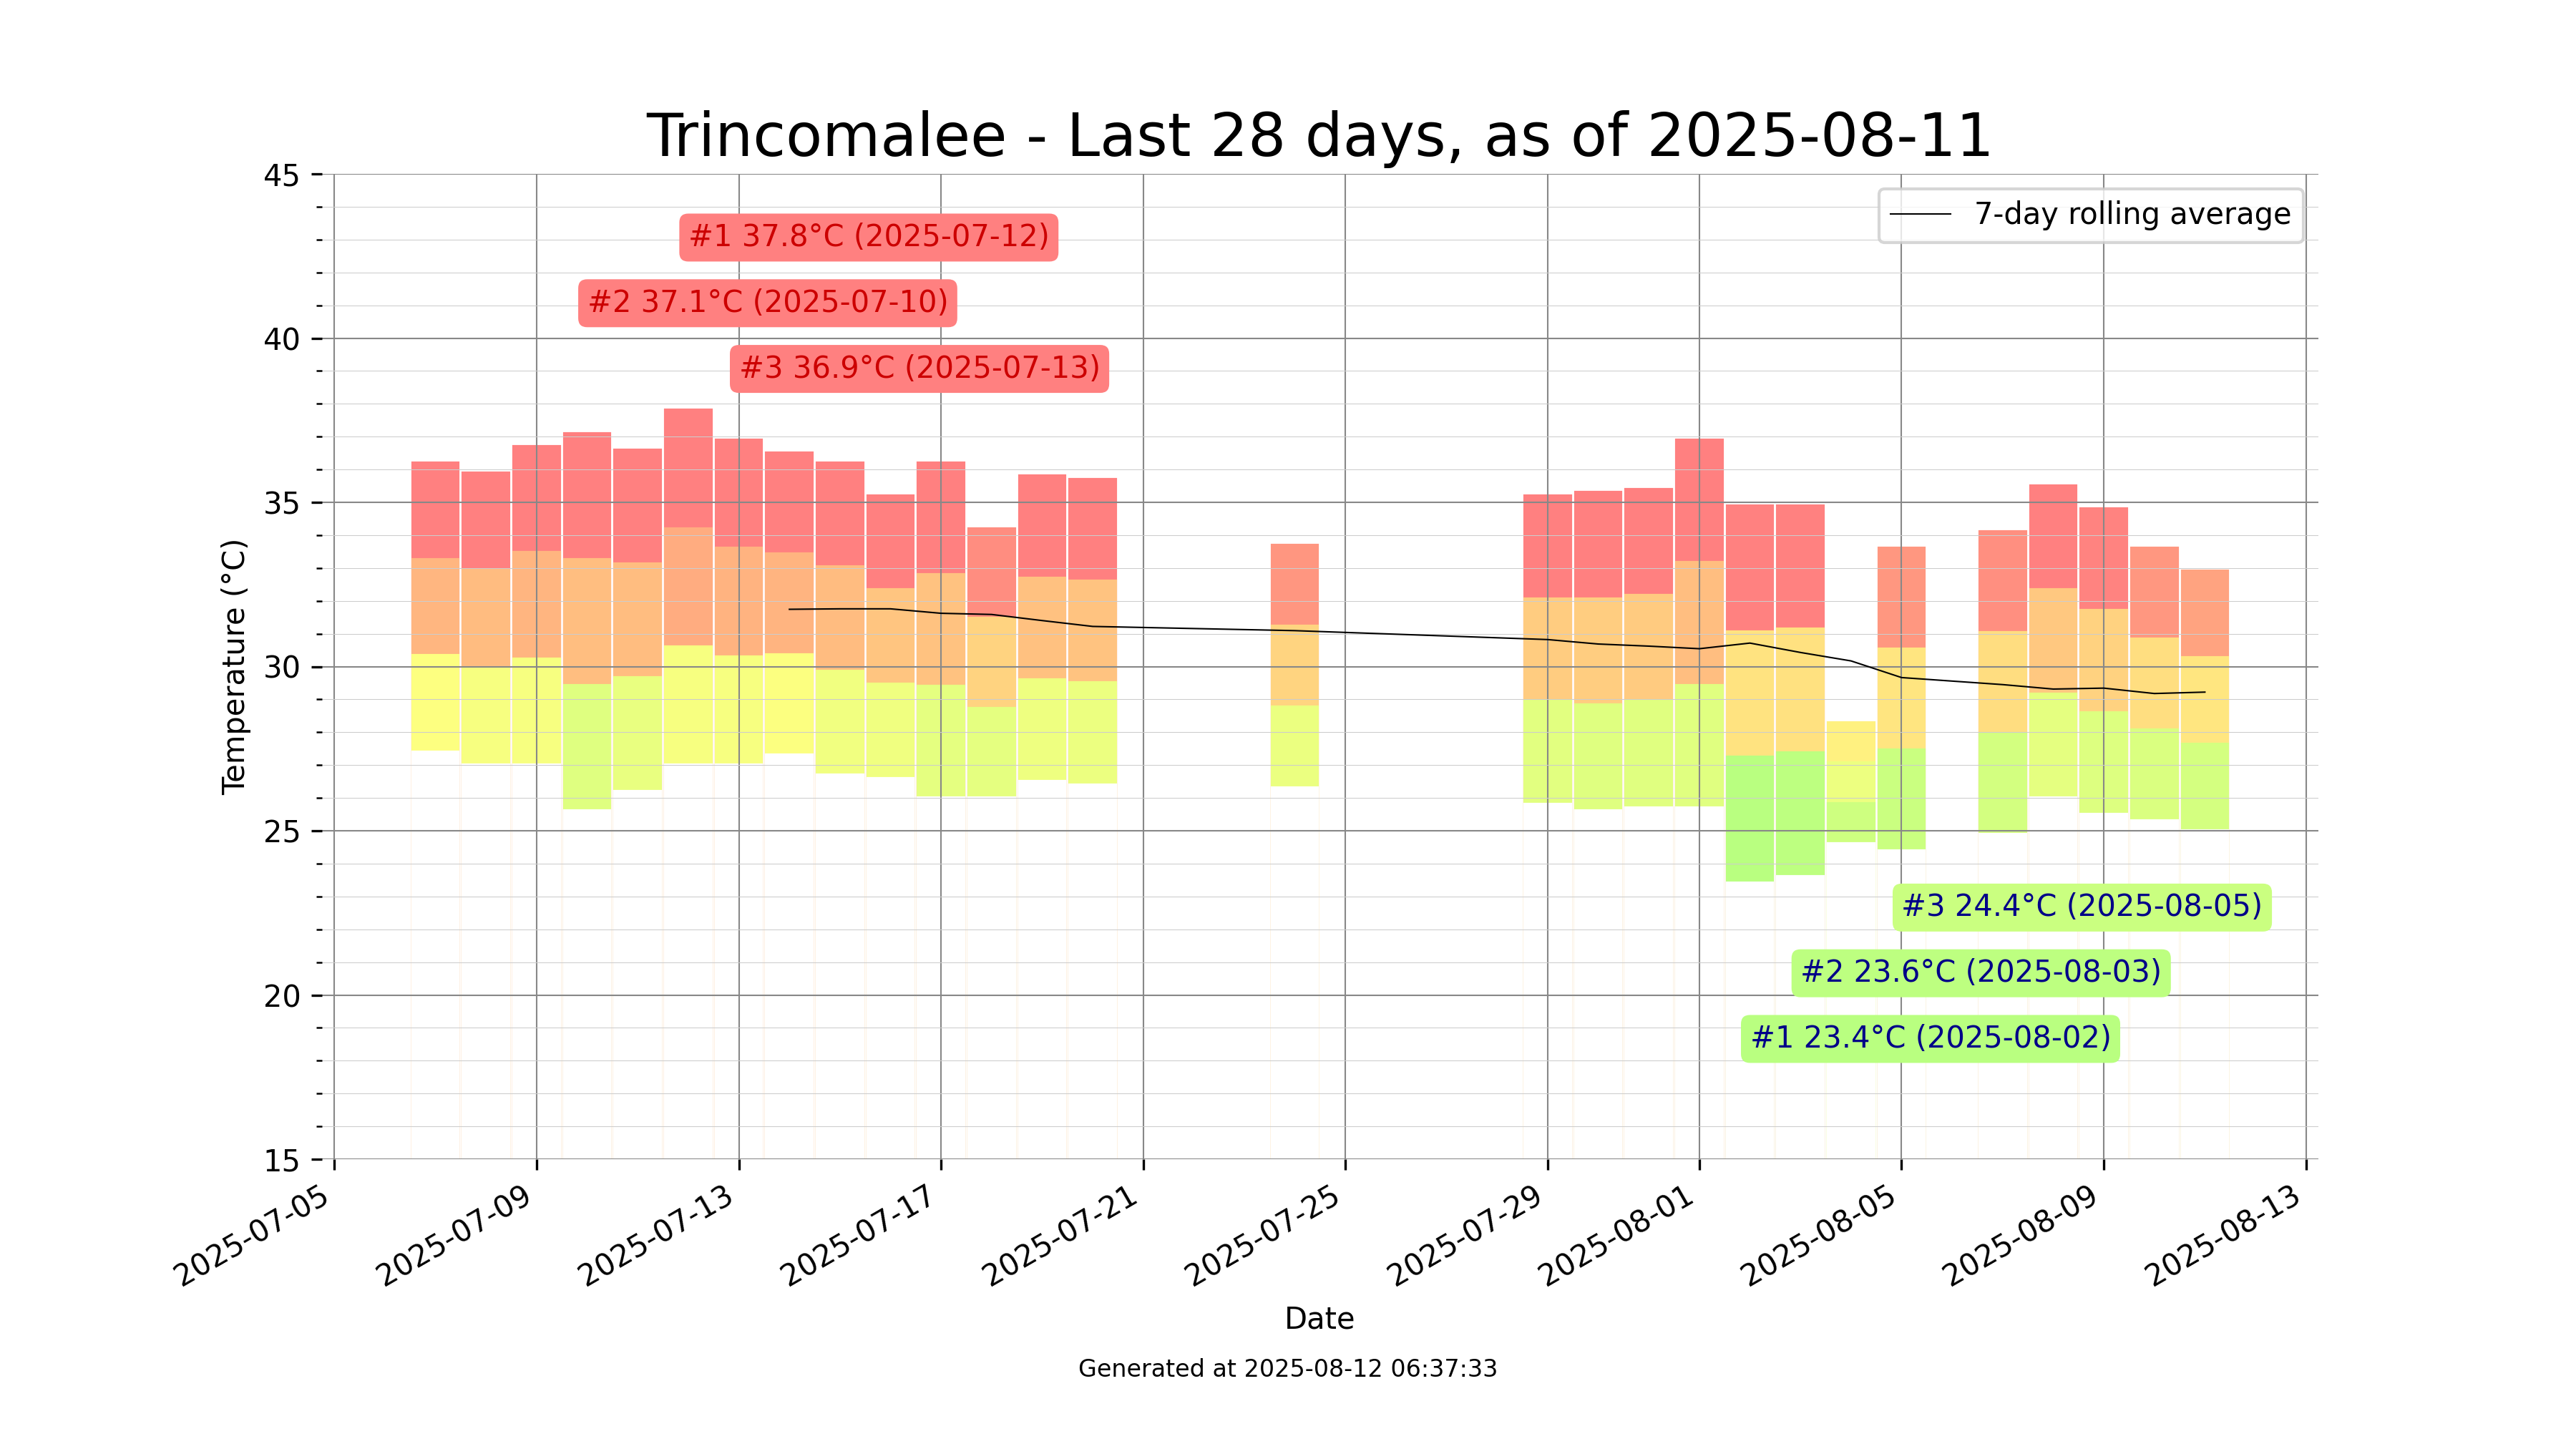 Trincomalee - Last 28 days, as of 2025-08-11
7-day rolling average
#1 37.8°C (2025-07-12)
#2 37.1°C (2025-07-10)
#3 36.9°C (2025-07-13)
#3 24.4°C (2025-08-05)
#2 23.6°C (2025-08-03)
#1 23.4°C (2025-08-02)
Temperature (°C)
45
40
35
30
25
20
15
2025-07-05
2025-07-09
2025-07-13
2025-07-17
2025-07-21
2025-07-25
2025-07-29
2025-08-01
2025-08-05
2025-08-09
2025-08-13
Date
Generated at 2025-08-12 06:37:33